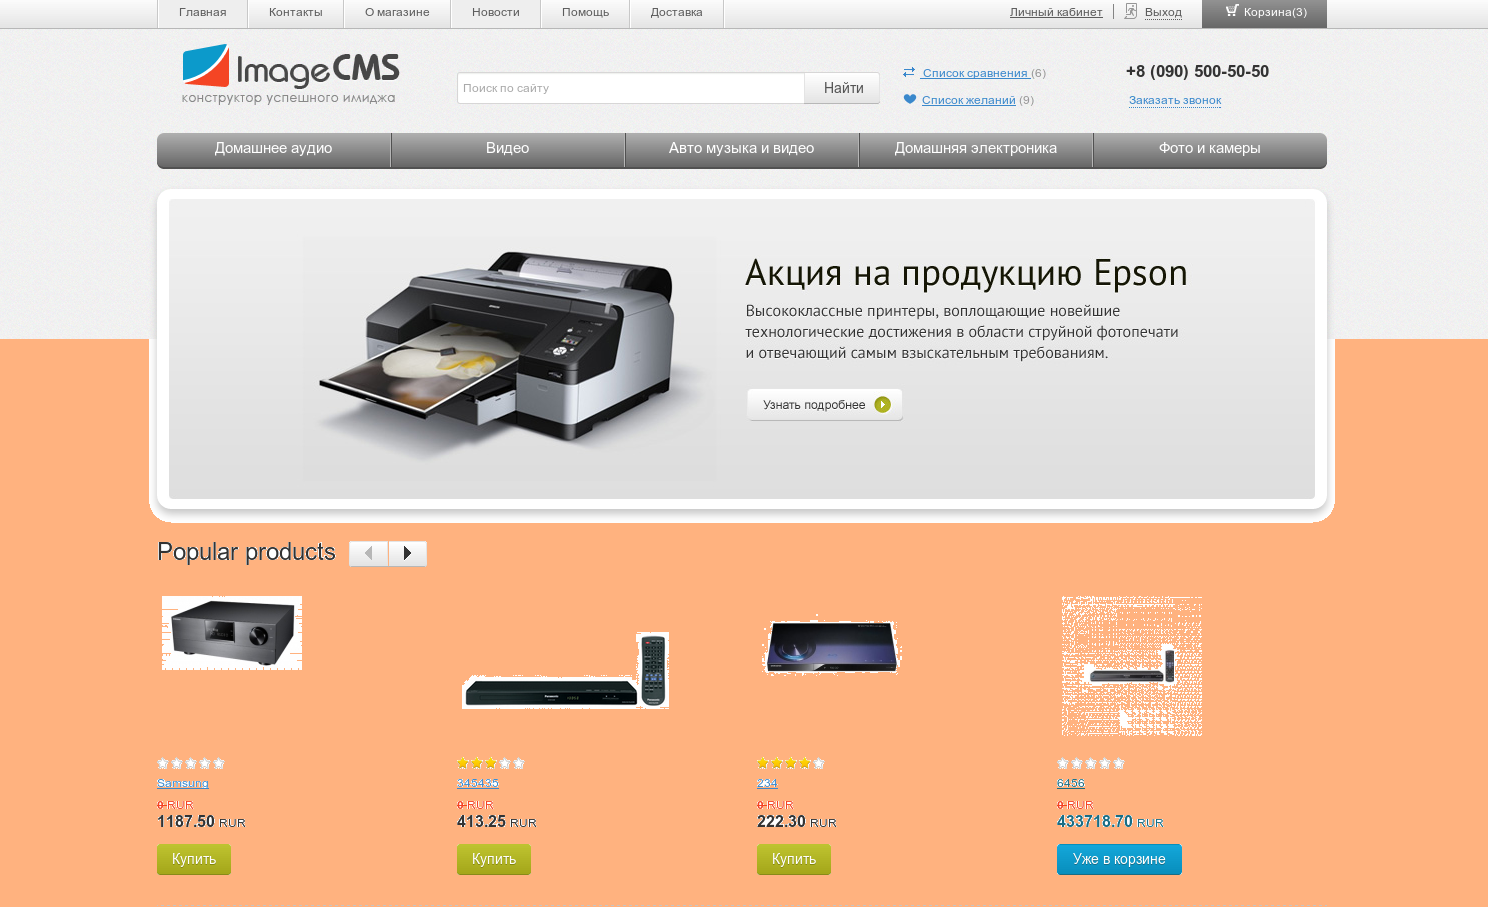 Главная
Контакты
О магазине
Новости
Помощь
Доставка
Личный кабинет
Выход
Корзина(3)
ImageCMS
конструктор успешного имиджа
Поиск по сайту
Найти
Список сравнения (6)
Список желаний (9)
+8 (090) 500-50-50
Заказать звонок
Домашнее аудио
Видео
Авто музыка и видео
Домашняя электроника
Фото и камеры
Акция на продукцию Epson
Высококлассные принтеры, воплощающие новейшие
технологические достижения в области струйной фотопечати
и отвечающий самым взыскательным требованиям.
Узнать подробнее
Popular products
Samsung
0 RUR
1187.50 RUR
Купить
345435
0 RUR
413.25 RUR
Купить
234
0 RUR
222.30 RUR
Купить
6456
0 RUR
433718.70 RUR
Уже в корзине